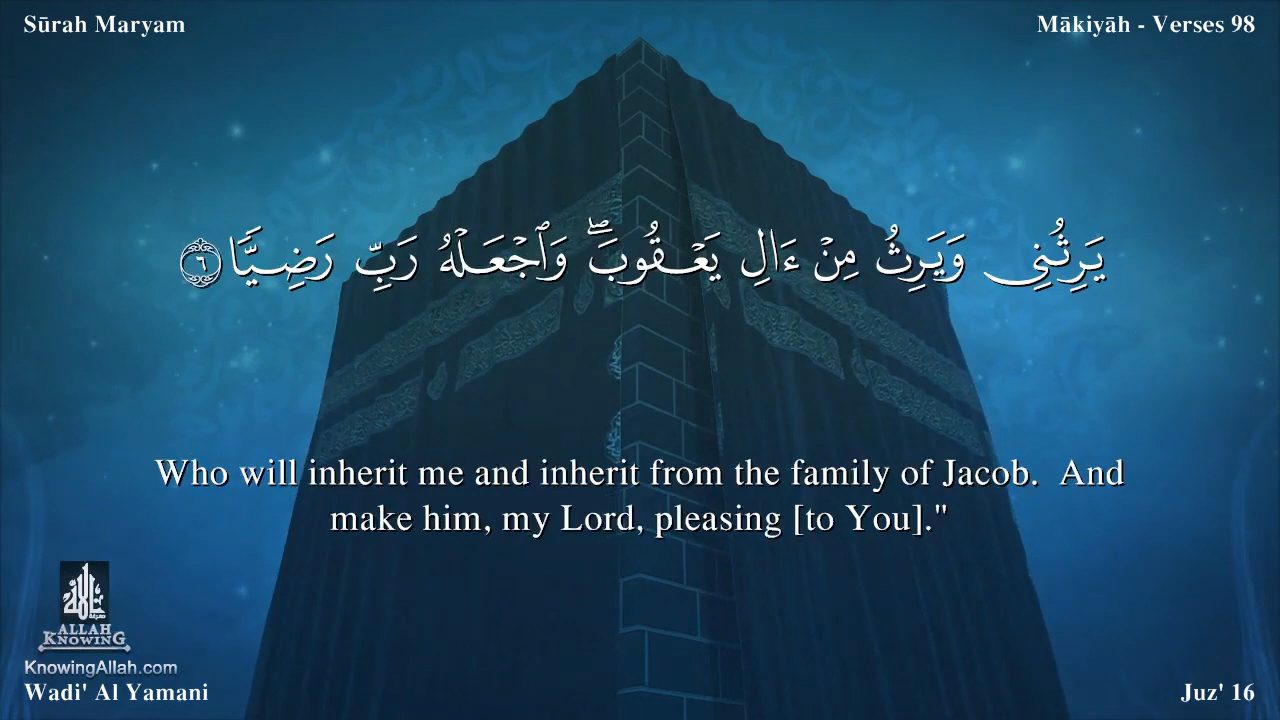 Sūrah Maryam
Mākiyāh - Verses 98
يَرِثُنِى وَيَرِثُ مِنْ ءَالِ يَعْقُوبَ ۖ وَٱجْعَلْهُ رَبِّ رَضِيًّا ٦
Who will inherit me and inherit from the family of Jacob.  And
make him, my Lord, pleasing [to You]."
ALLAH
KNOWING
KnowingAllah.com
Wadi' Al Yamani
Juz' 16